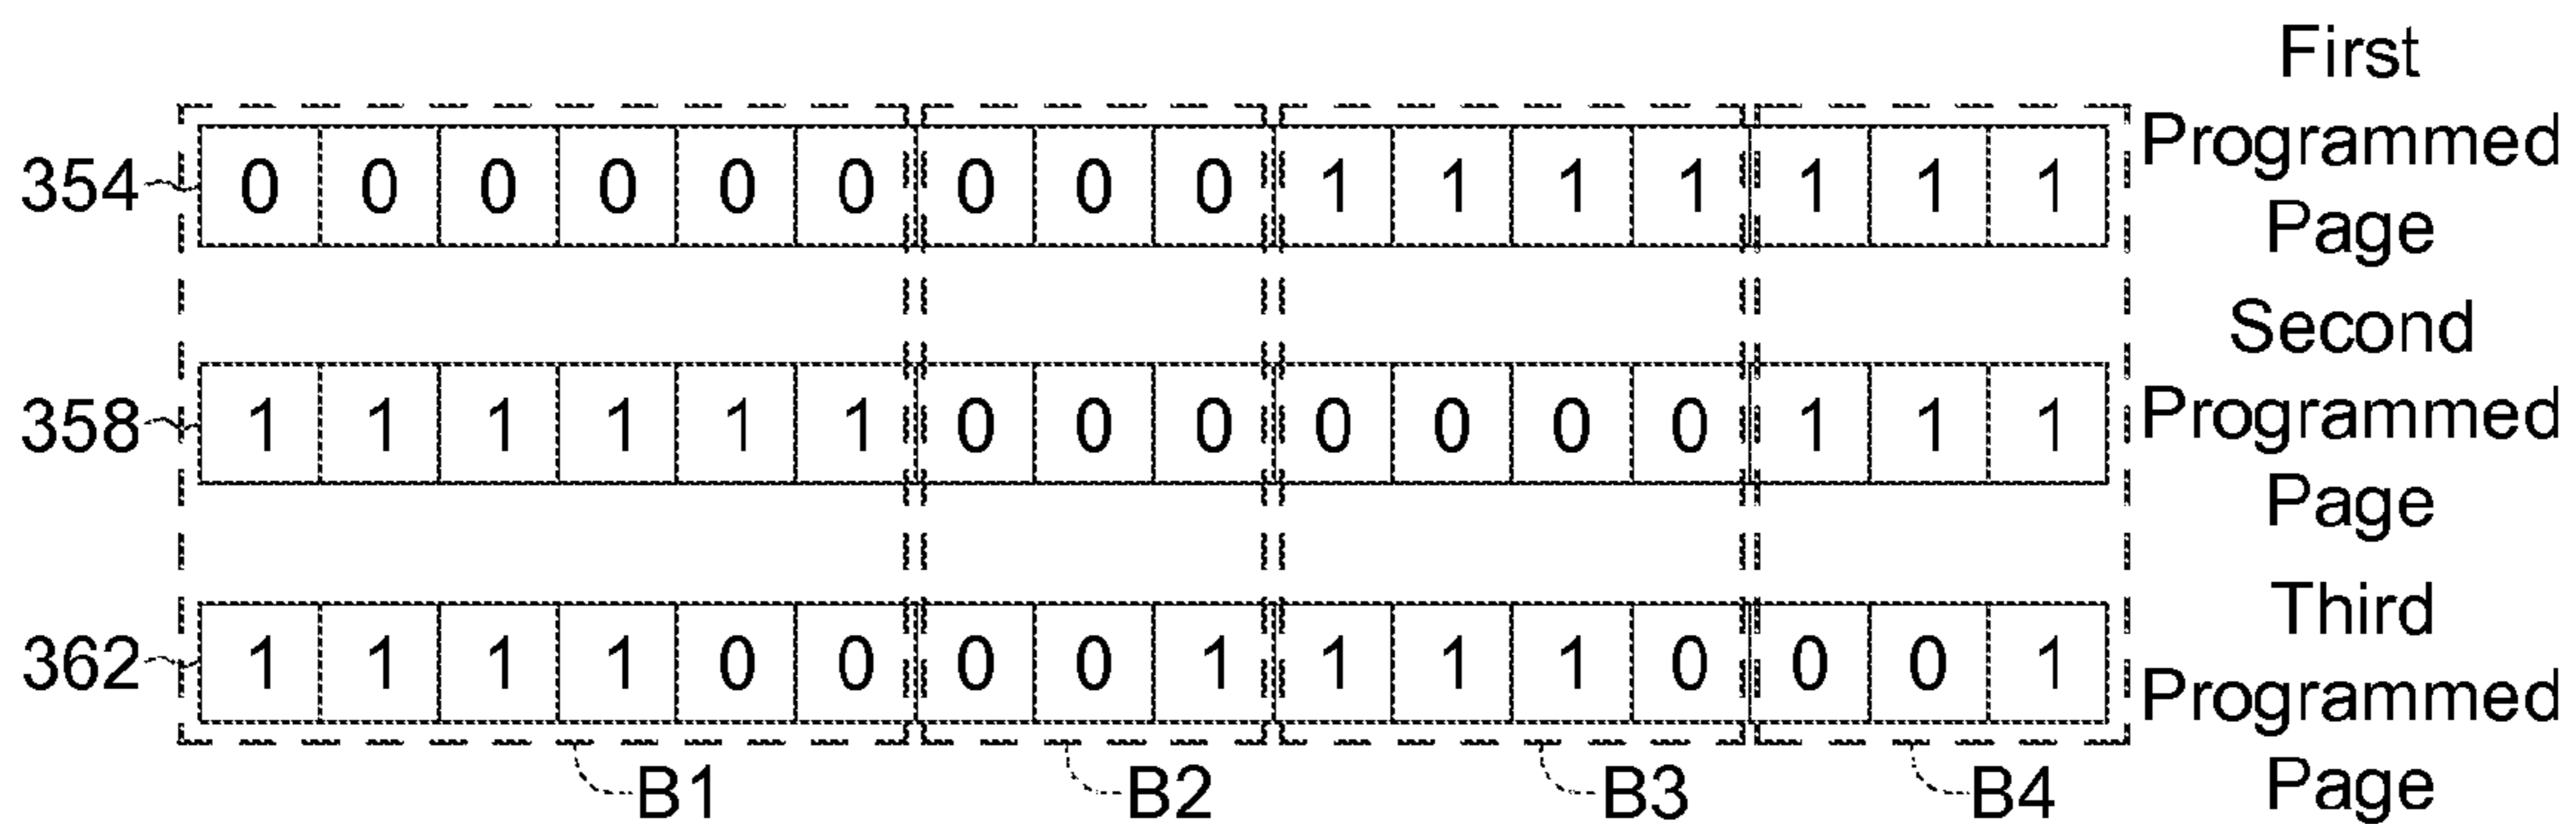 First
Programmed
Page
354 0 0 0 0 0 0 0 0 0 1 1 1 1 1 1 1
Second
Programmed
Page
358 1 1 1 1 1 1 0 0 0 0 0 0 0 1 1 1
Third
Programmed
Page
362 1 1 1 1 0 0 0 0 1 1 1 1 0 0 0 1
B1 B2 B3 B4